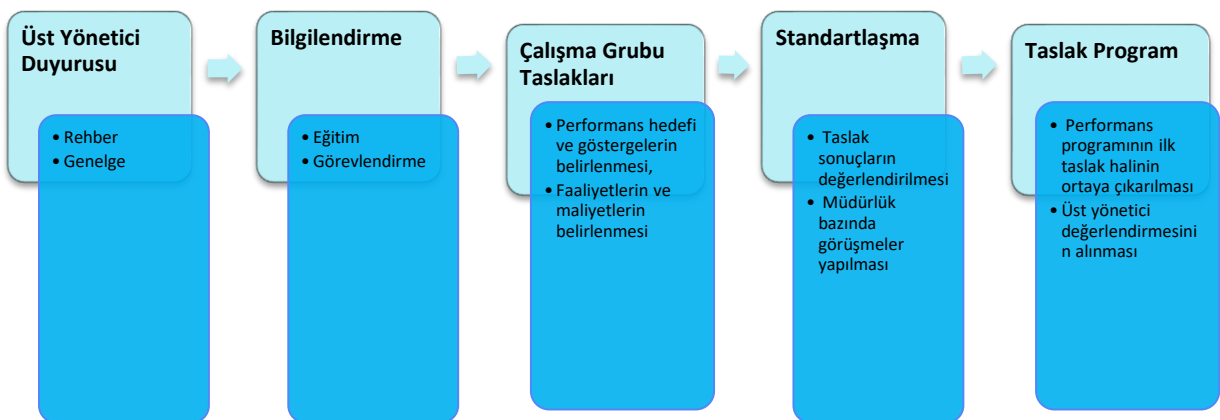 Üst Yönetici
Duyurusu
• Rehber
• Genelge
Bilgilendirme
• Eğitim
• Görevlendirme
Çalışma Grubu
Taslakları
• Performans hedefi
ve göstergelerin
belirlenmesi,
• Faaliyetlerin ve
maliyetlerin
belirlenmesi
Standartlaşma
• Taslak
sonuçların
değerlendirilmesi
• Müdürlük
bazında
görüşmeler
yapılması
Taslak Program
• Performans
programının ilk
taslak halinin
ortaya çıkarılması
• Üst yönetici
değerlendirmesini
n alınması